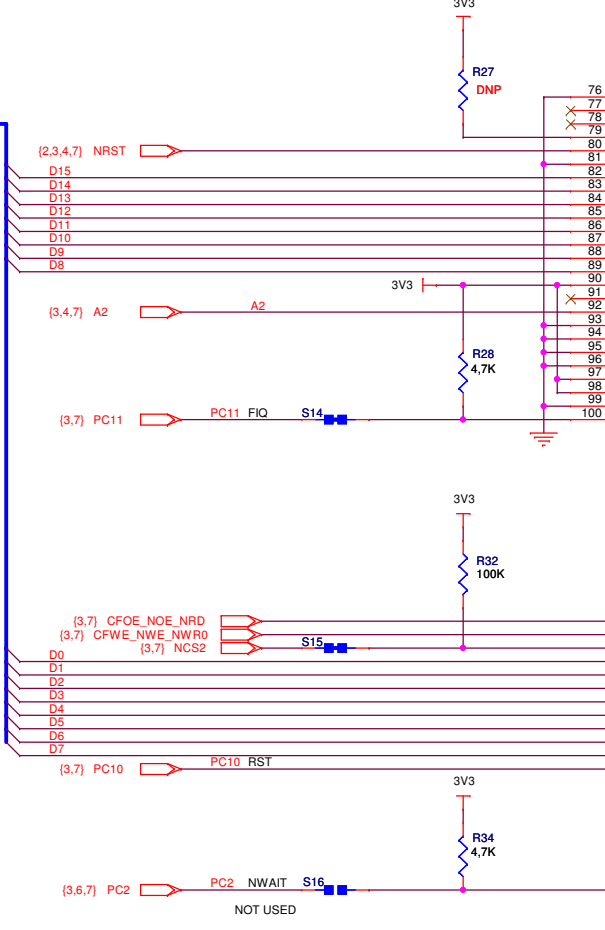 3V3
R27
DNP
76
77
78
79
{2,3,4,7} NRST 80
81
D15 82
D14 83
D13 84
D12 85
D11 86
D10 87
D9 88
D8 89
3V3 90
91
{3,4,7} A2 A2 92
93
94
R28 95
4,7K 96
97
98
99
{3,7} PC11 PC11 FIQ S14 100
3V3
R32
100K
{3,7} CFOE_NOE_NRD
{3,7} CFWE_NWE_NWR0
{3,7} NCS2 S15
D0
D1
D2
D3
D4
D5
D6
D7
{3,7} PC10 PC10 RST
3V3
R34
4,7K
{3,6,7} PC2 PC2 NWAIT S16
NOT USED